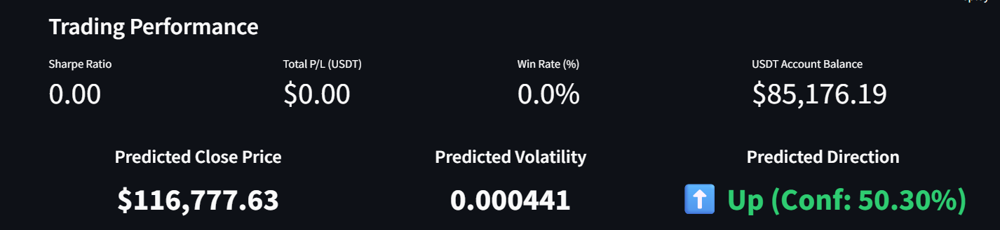 Trading Performance
Sharpe Ratio Total P/L (USDT) Win Rate (%) USDT Account Balance
0.00 $0.00 0.0% $85,176.19
Predicted Close Price Predicted Volatility Predicted Direction
$116,777.63 0.000441 ⬆️ Up (Conf: 50.30%)